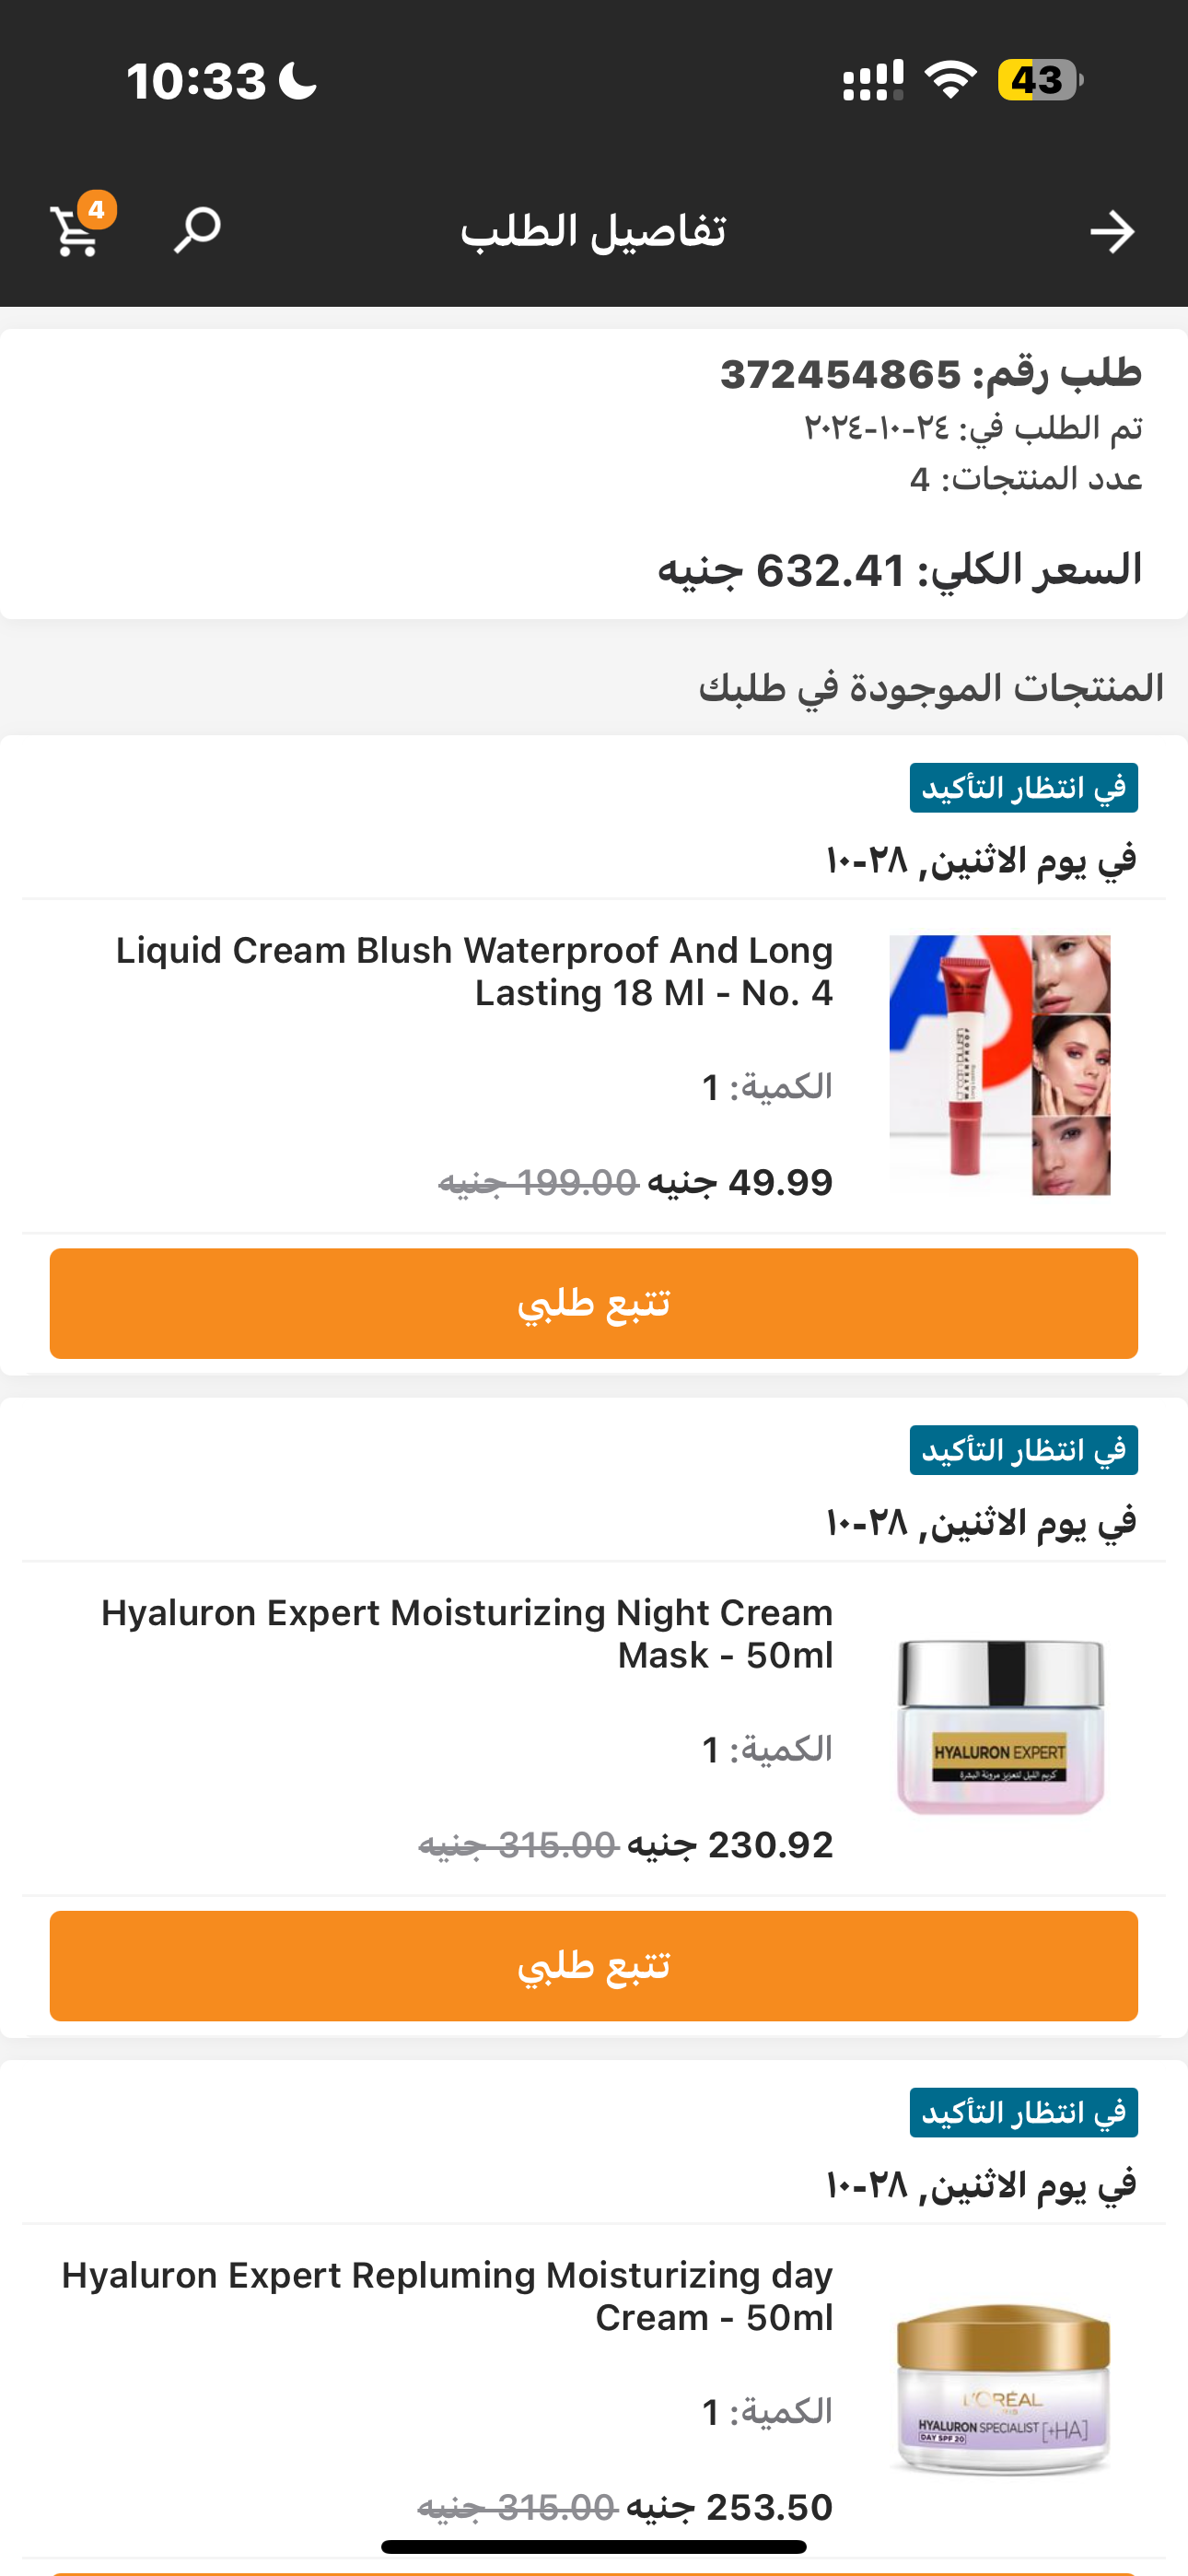 10:33
43
4
تفاصيل الطلب
طلب رقم: 372454865
تم الطلب في: ٢٤-١٠-٢٠٢٤
عدد المنتجات: 4
السعر الكلي: 632.41 جنيه
المنتجات الموجودة في طلبك
في انتظار التأكيد
في يوم الاثنين, ٢٨-١٠
Liquid Cream Blush Waterproof And Long
Lasting 18 Ml - No. 4
cream blush
WATERPROOF
الكمية: 1
49.99 جنيه 199.00 جنيه
تتبع طلبي
في انتظار التأكيد
في يوم الاثنين, ٢٨-١٠
Hyaluron Expert Moisturizing Night Cream
Mask - 50ml
HYALURON EXPERT
كريم الليل لتعزيز مرونة البشرة
الكمية: 1
230.92 جنيه 315.00 جنيه
تتبع طلبي
في انتظار التأكيد
في يوم الاثنين, ٢٨-١٠
Hyaluron Expert Repluming Moisturizing day
Cream - 50ml
L'ORÉAL
HYALURON SPECIALIST [+HA]
DAY SPF 20
الكمية: 1
253.50 جنيه 315.00 جنيه